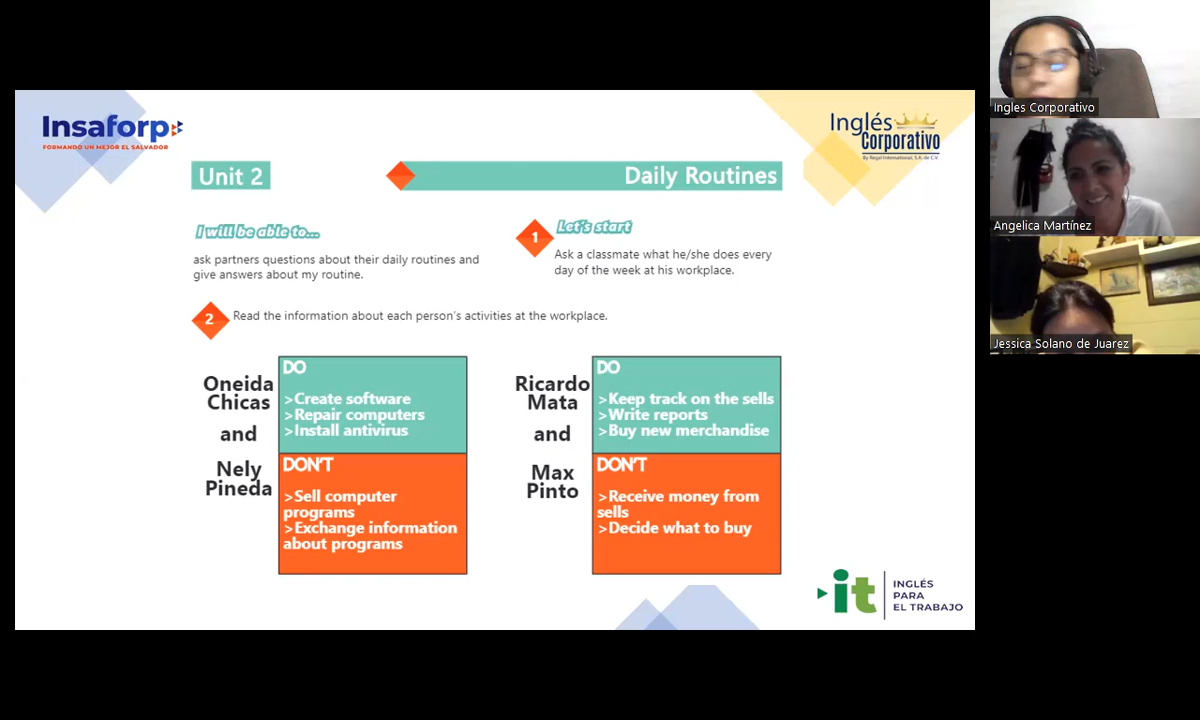 Insaforp
FORMANDO UN MEJOR EL SALVADOR
Inglés
Corporativo
By Regal International, S.A. de C.V.
Unit 2
Daily Routines
I will be able to...
ask partners questions about their daily routines and
give answers about my routine.
1
Let's start
Ask a classmate what he/she does every
day of the week at his workplace.
2
Read the information about each person's activities at the workplace.
Oneida
Chicas
and
Nely
Pineda
DO
>Create software
>Repair computers
>Install antivirus
DON'T
>Sell computer
programs
>Exchange information
about programs
Ricardo
Mata
and
Max
Pinto
DO
>Keep track on the sells
>Write reports
>Buy new merchandise
DON'T
>Receive money from
sells
>Decide what to buy
it
INGLÉS
PARA
EL TRABAJO
Ingles Corporativo
Angelica Martínez
Jessica Solano de Juarez